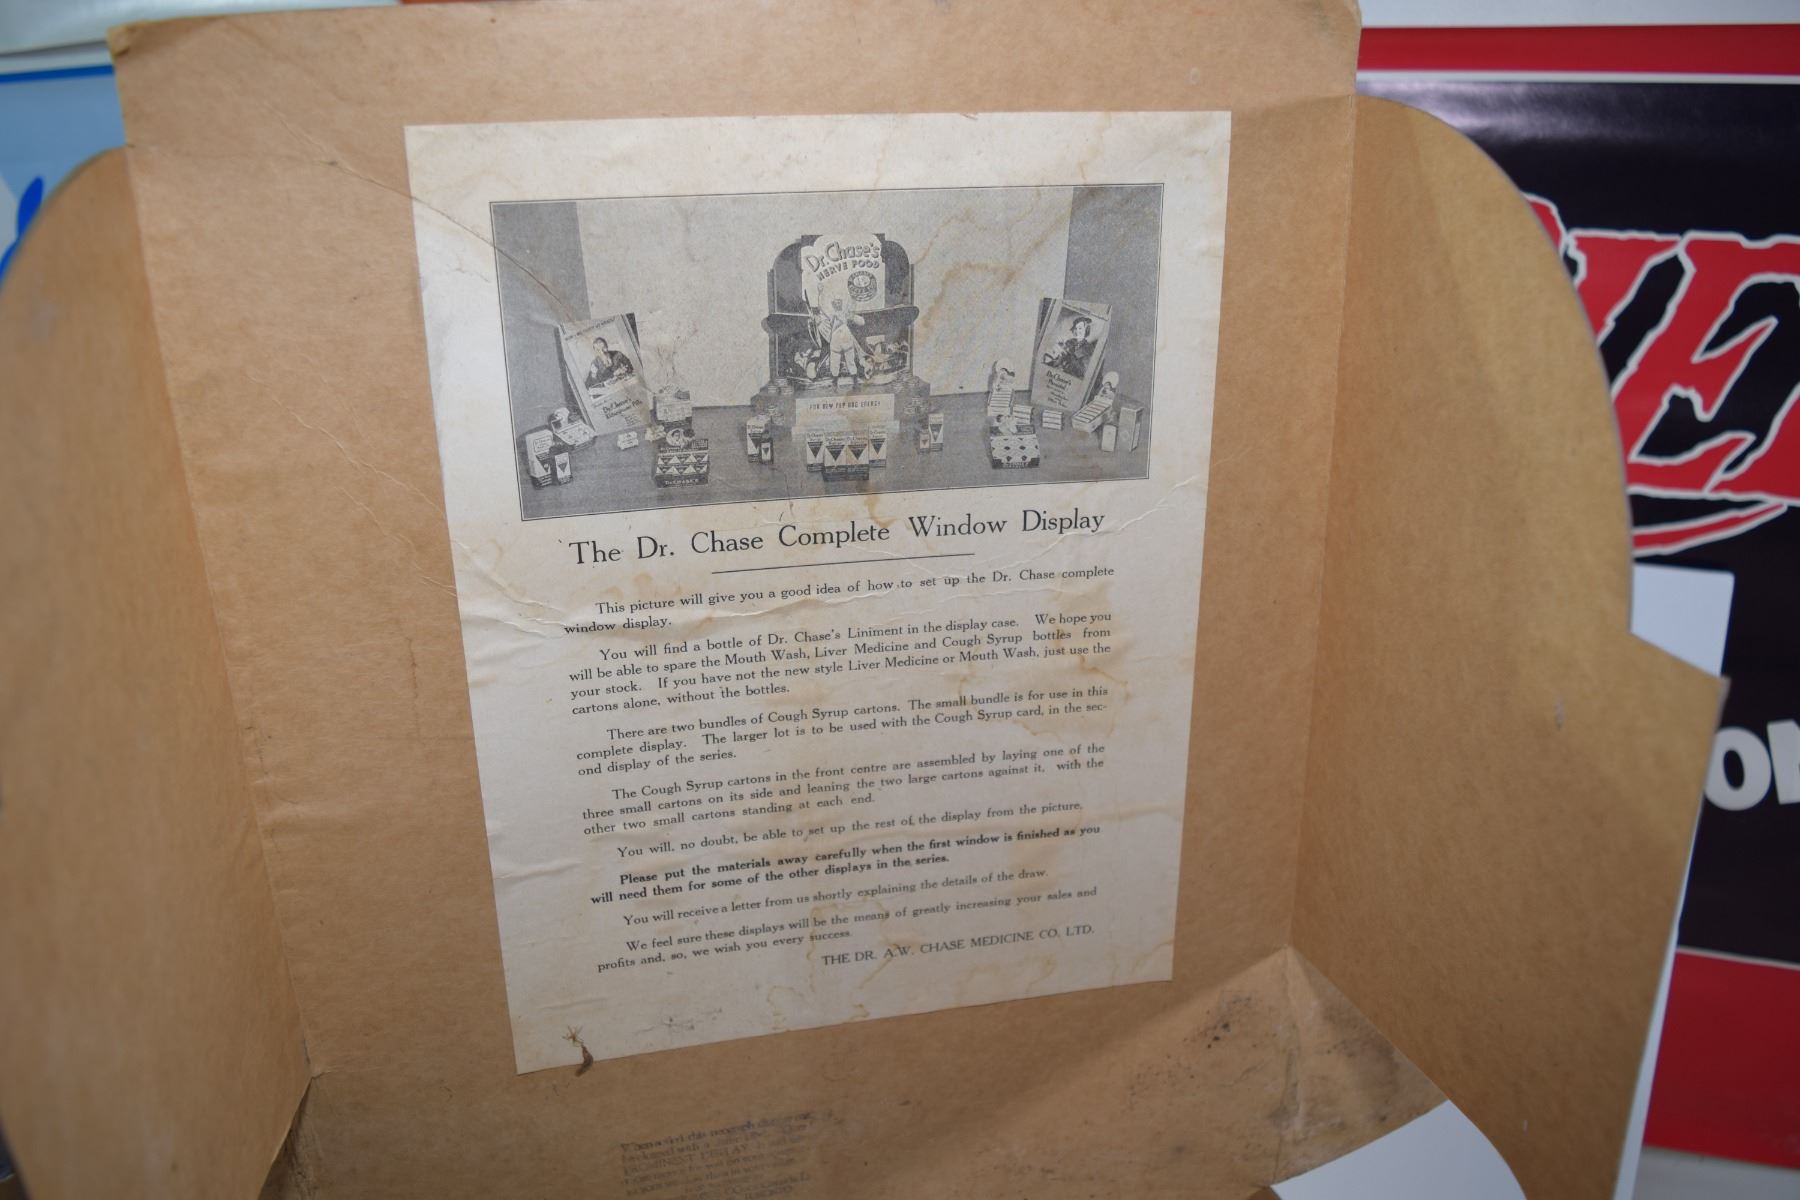 Dr. Chase's
NERVE FOOD
FOR NEW PEP AND ENERGY
The Dr. Chase Complete Window Display
This picture will give you a good idea of how to set up the Dr. Chase complete
window display.
You will find a bottle of Dr. Chase's Liniment in the display case. We hope you
will be able to spare the Mouth Wash, Liver Medicine and Cough Syrup bottles from
your stock. If you have not the new style Liver Medicine or Mouth Wash, just use the
cartons alone, without the bottles.
There are two bundles of Cough Syrup cartons. The small bundle is for use in this
complete display. The larger lot is to be used with the Cough Syrup card, in the sec-
ond display of the series.
The Cough Syrup cartons in the front centre are assembled by laying one of the
three small cartons on its side and leaning the two large cartons against it, with the
other two small cartons standing at each end.
You will, no doubt, be able to set up the rest of the display from the picture.
Please put the materials away carefully when the first window is finished as you
will need them for some of the other displays in the series.
You will receive a letter from us shortly explaining the details of the draw.
We feel sure these displays will be the means of greatly increasing your sales and
profits and, so, we wish you every success.
THE DR. A.W. CHASE MEDICINE CO. LTD.